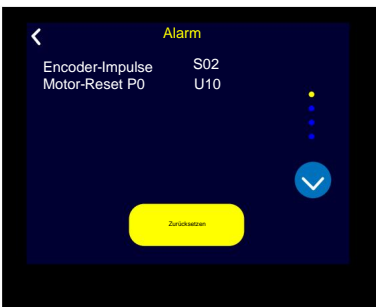 Alarm
Encoder-Impulse S02
Motor-Reset P0 U10
Zurücksetzen